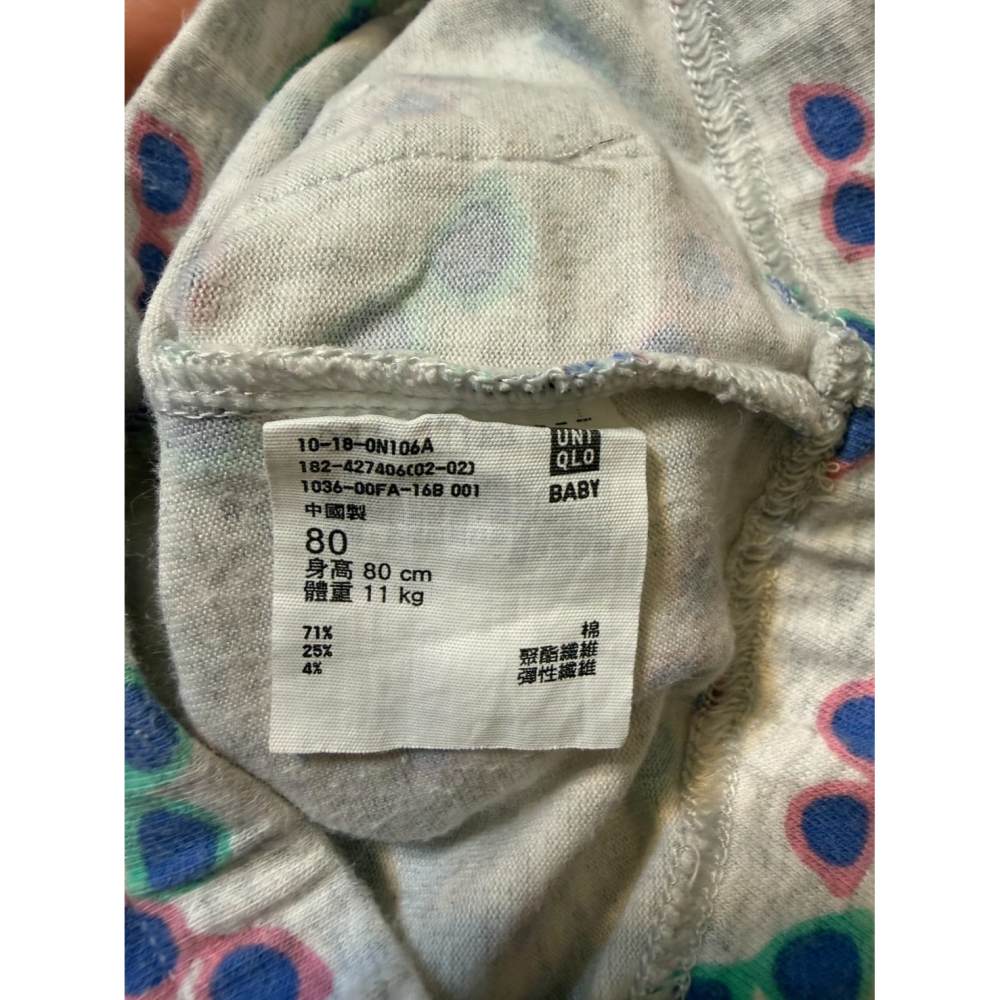 10-18-0N106A
182-427406(02-02)
1036-00FA-16B 001
中國製
80
身高 80 cm
體重 11 kg
UNI
QLO
BABY
71% 棉
25% 聚酯纖維
4% 彈性纖維